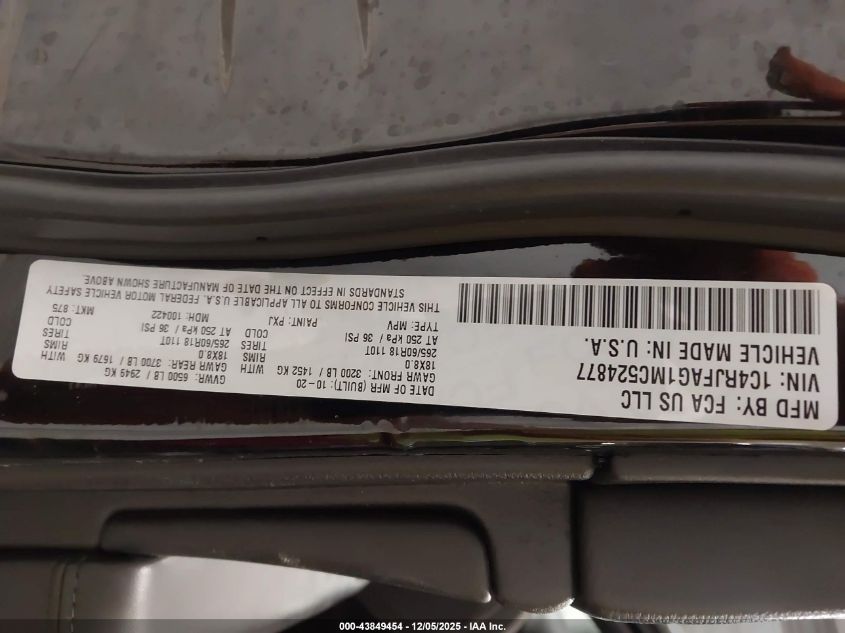 MFD BY: FCA US LLC
VIN: 1C4RJFAG1MC524877
VEHICLE MADE IN: U.S.A.
DATE OF MFR (BUILT): 10-20
GVWR: 6500 LB / 2949 KG
GAWR FRONT: 3200 LB / 1452 KG WITH
18X8.0 RIMS
265/60R18 110T TIRES
AT 250 kPa / 36 PSI COLD
GAWR REAR: 3700 LB / 1679 KG WITH
18X8.0 RIMS
265/60R18 110T TIRES
AT 250 kPa / 36 PSI COLD
TYPE: MPV PAINT: PXJ MDH: 100422 MKT: 875
THIS VEHICLE CONFORMS TO ALL APPLICABLE U.S.A. FEDERAL MOTOR VEHICLE SAFETY
STANDARDS IN EFFECT ON THE DATE OF MANUFACTURE SHOWN ABOVE.
000-43849454 - 12/05/2025 - IAA Inc.